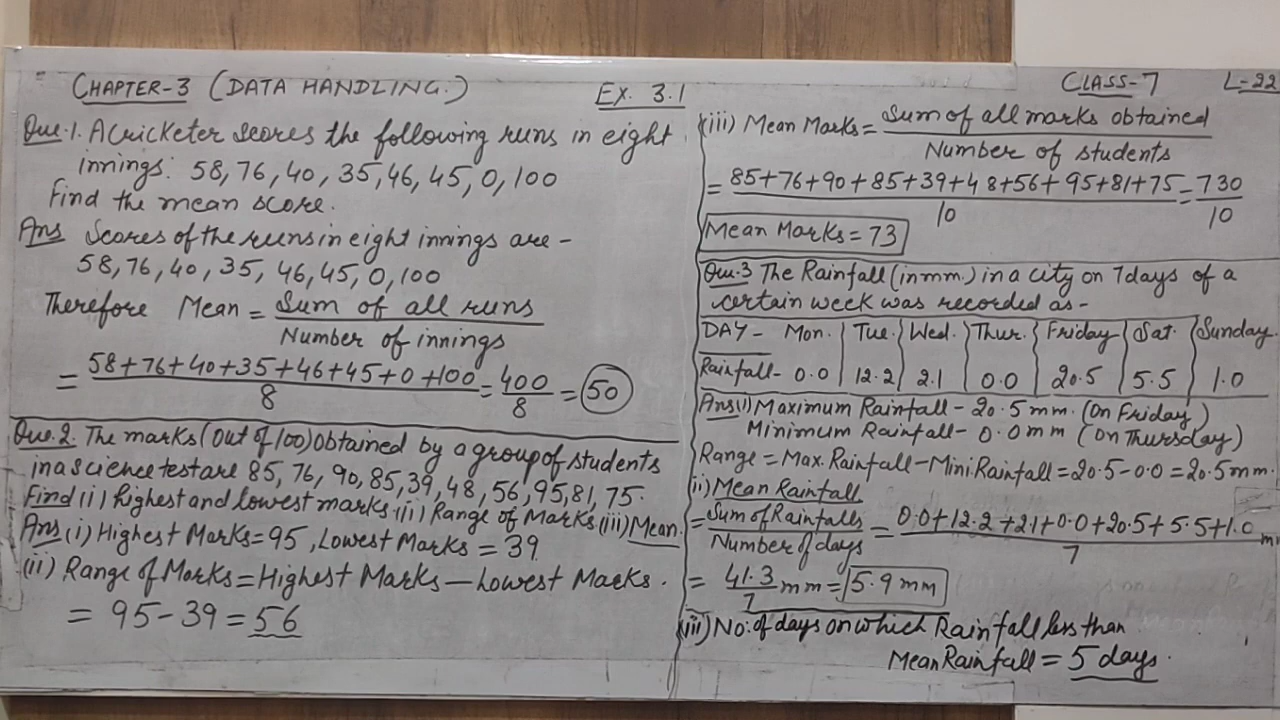 CHAPTER-3 (DATA HANDLING.)
EX. 3.1
Que.1. A Cricketer scores the following runs in eight
innings: 58, 76, 40, 35, 46, 45, 0, 100
Find the mean score.
Ans Scores of the runs in eight innings are -
58, 76, 40, 35, 46, 45, 0, 100
Therefore Mean = Sum of all runs
Number of innings
= 58+76+40+35+46+45+0+100 = 400 = 50
8 8
Que.2. The marks (out of 100) obtained by a group of students
in a science test are 85, 76, 90, 85, 39, 48, 56, 95, 81, 75.
Find (i) Highest and lowest marks (ii) Range of Marks (iii) Mean.
Ans (i) Highest Marks = 95, Lowest Marks = 39
(ii) Range of Marks = Highest Marks - Lowest Marks.
= 95 - 39 = 56
CLASS-7 L-22
(iii) Mean Marks = Sum of all marks obtained
Number of students
= 85+76+90+85+39+48+56+95+81+75 = 730
10 10
Mean Marks = 73
Que.3 The Rainfall (in mm.) in a city on 7 days of a
certain week was recorded as -
DAY - Mon. Tue. Wed. Thur. Friday Sat. Sunday.
Rainfall - 0.0 12.2 2.1 0.0 20.5 5.5 1.0
Ans (i) Maximum Rainfall - 20.5 mm. (On Friday)
Minimum Rainfall - 0.0 mm (On Thursday)
Range = Max. Rainfall - Mini Rainfall = 20.5 - 0.0 = 20.5 mm.
(ii) Mean Rainfall
= Sum of Rainfalls = 0.0+12.2+2.1+0.0+20.5+5.5+1.0 m
Number of days 7
= 41.3 mm = 5.9 mm
7
(iii) No. of days on which Rainfall less than
Mean Rainfall = 5 days.